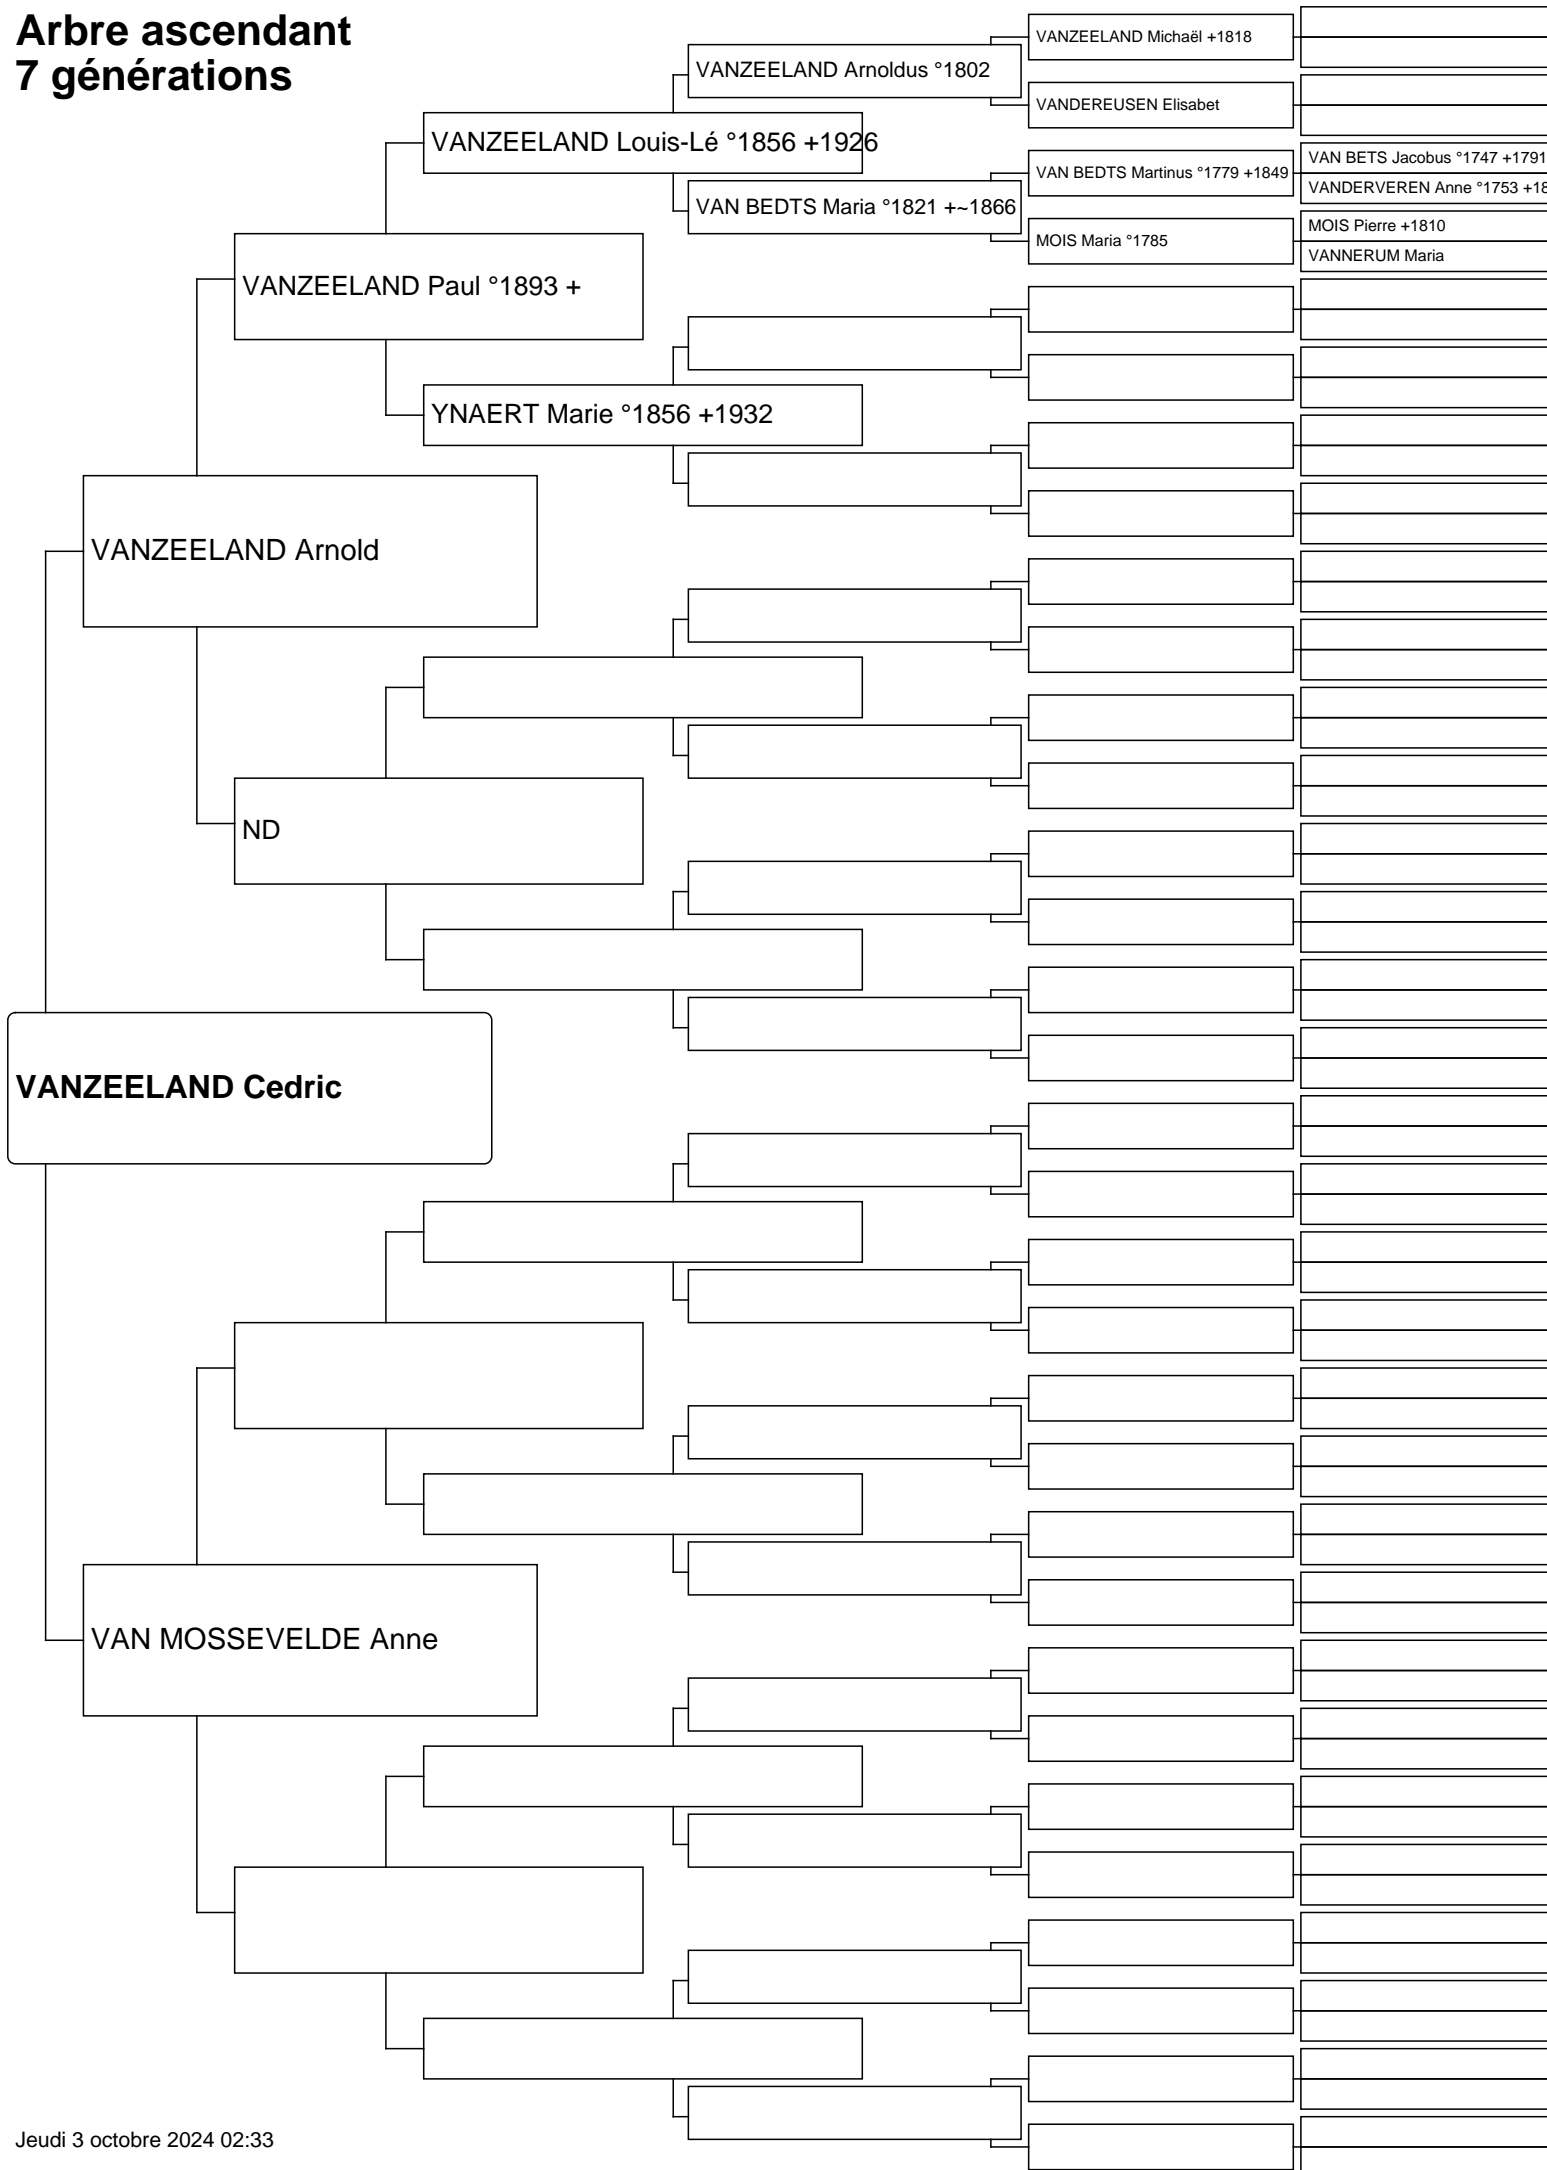 Arbre ascendant
7 générations
VANZEELAND Michaël +1818
VANZEELAND Arnoldus °1802
VANDEREUSEN Elisabet
VANZEELAND Louis-Lé °1856 +1926
VAN BETS Jacobus °1747 +1791
VAN BEDTS Martinus °1779 +1849
VANDERVEREN Anne °1753 +18
VAN BEDTS Maria °1821 +~1866
MOIS Pierre +1810
MOIS Maria °1785
VANNERUM Maria
VANZEELAND Paul °1893 +
YNAERT Marie °1856 +1932
VANZEELAND Arnold
ND
VANZEELAND Cedric
VAN MOSSEVELDE Anne
Jeudi 3 octobre 2024 02:33